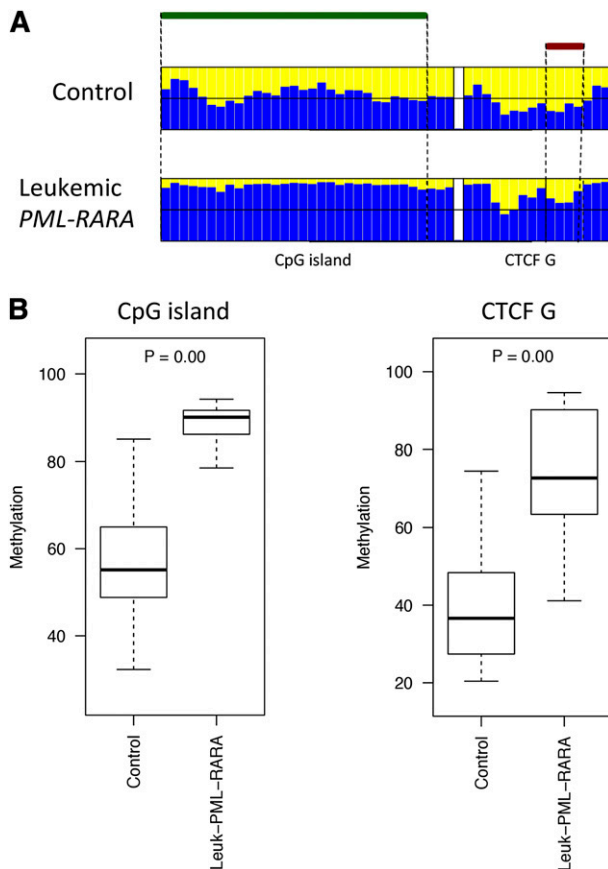 A
Control
Leukemic
PML-RARA
CpG island
CTCF G
B
CpG island
P = 0.00
100
80
60
40
Methylation
Control
Leuk-PML-RARA
CTCF G
P = 0.00
100
80
60
40
20
Methylation
Control
Leuk-PML-RARA